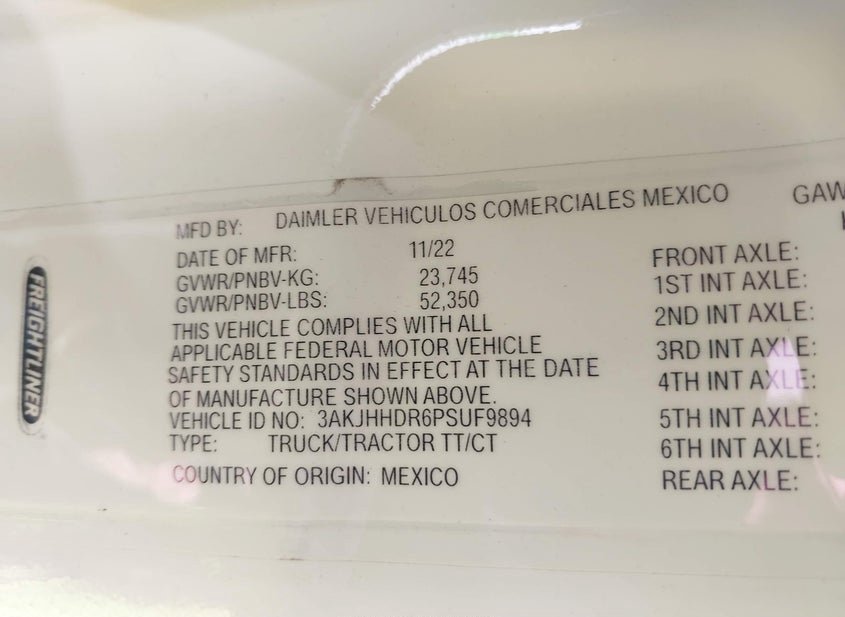 MFD BY: DAIMLER VEHICULOS COMERCIALES MEXICO
DATE OF MFR: 11/22
GVWR/PNBV-KG: 23,745
GVWR/PNBV-LBS: 52,350
THIS VEHICLE COMPLIES WITH ALL
APPLICABLE FEDERAL MOTOR VEHICLE
SAFETY STANDARDS IN EFFECT AT THE DATE
OF MANUFACTURE SHOWN ABOVE.
VEHICLE ID NO: 3AKJHHDR6PSUF9894
TYPE: TRUCK/TRACTOR TT/CT
COUNTRY OF ORIGIN: MEXICO
GAW
FRONT AXLE:
1ST INT AXLE:
2ND INT AXLE:
3RD INT AXLE:
4TH INT AXLE:
5TH INT AXLE:
6TH INT AXLE:
REAR AXLE:
FREIGHTLINER